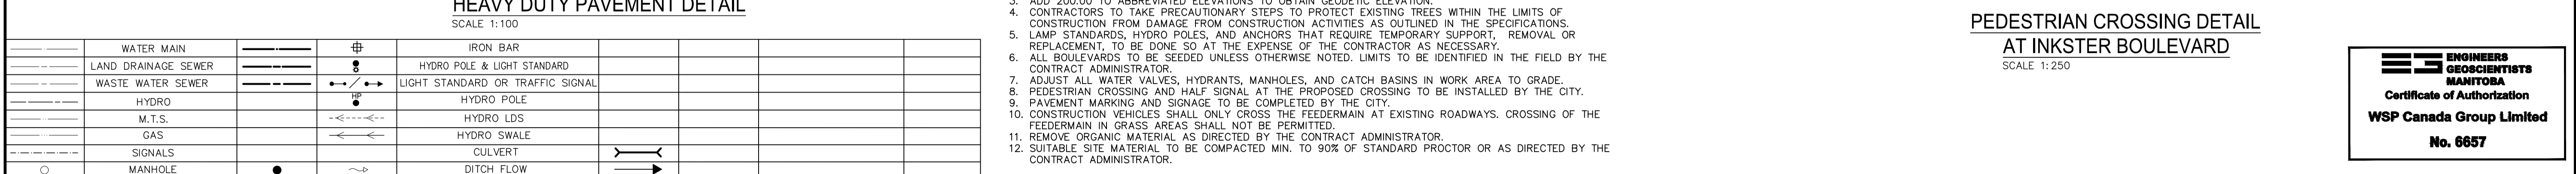 HEAVY DUTY PAVEMENT DETAIL
SCALE 1:100
WATER MAIN
IRON BAR
LAND DRAINAGE SEWER
HYDRO POLE & LIGHT STANDARD
WASTE WATER SEWER
LIGHT STANDARD OR TRAFFIC SIGNAL
HYDRO
HP
HYDRO POLE
M.T.S.
HYDRO LDS
GAS
HYDRO SWALE
SIGNALS
CULVERT
MANHOLE
DITCH FLOW
3. ADD 200.00 TO ABBREVIATED ELEVATIONS TO OBTAIN GEODETIC ELEVATION.
4. CONTRACTORS TO TAKE PRECAUTIONARY STEPS TO PROTECT EXISTING TREES WITHIN THE LIMITS OF
CONSTRUCTION FROM DAMAGE FROM CONSTRUCTION ACTIVITIES AS OUTLINED IN THE SPECIFICATIONS.
5. LAMP STANDARDS, HYDRO POLES, AND ANCHORS THAT REQUIRE TEMPORARY SUPPORT, REMOVAL OR
REPLACEMENT, TO BE DONE SO AT THE EXPENSE OF THE CONTRACTOR AS NECESSARY.
6. ALL BOULEVARDS TO BE SEEDED UNLESS OTHERWISE NOTED. LIMITS TO BE IDENTIFIED IN THE FIELD BY THE
CONTRACT ADMINISTRATOR.
7. ADJUST ALL WATER VALVES, HYDRANTS, MANHOLES, AND CATCH BASINS IN WORK AREA TO GRADE.
8. PEDESTRIAN CROSSING AND HALF SIGNAL AT THE PROPOSED CROSSING TO BE INSTALLED BY THE CITY.
9. PAVEMENT MARKING AND SIGNAGE TO BE COMPLETED BY THE CITY.
10. CONSTRUCTION VEHICLES SHALL ONLY CROSS THE FEEDERMAIN AT EXISTING ROADWAYS. CROSSING OF THE
FEEDERMAIN IN GRASS AREAS SHALL NOT BE PERMITTED.
11. REMOVE ORGANIC MATERIAL AS DIRECTED BY THE CONTRACT ADMINISTRATOR.
12. SUITABLE SITE MATERIAL TO BE COMPACTED MIN. TO 90% OF STANDARD PROCTOR OR AS DIRECTED BY THE
CONTRACT ADMINISTRATOR.
PEDESTRIAN CROSSING DETAIL
AT INKSTER BOULEVARD
SCALE 1:250
ENGINEERS
GEOSCIENTISTS
MANITOBA
Certificate of Authorization
WSP Canada Group Limited
No. 6657